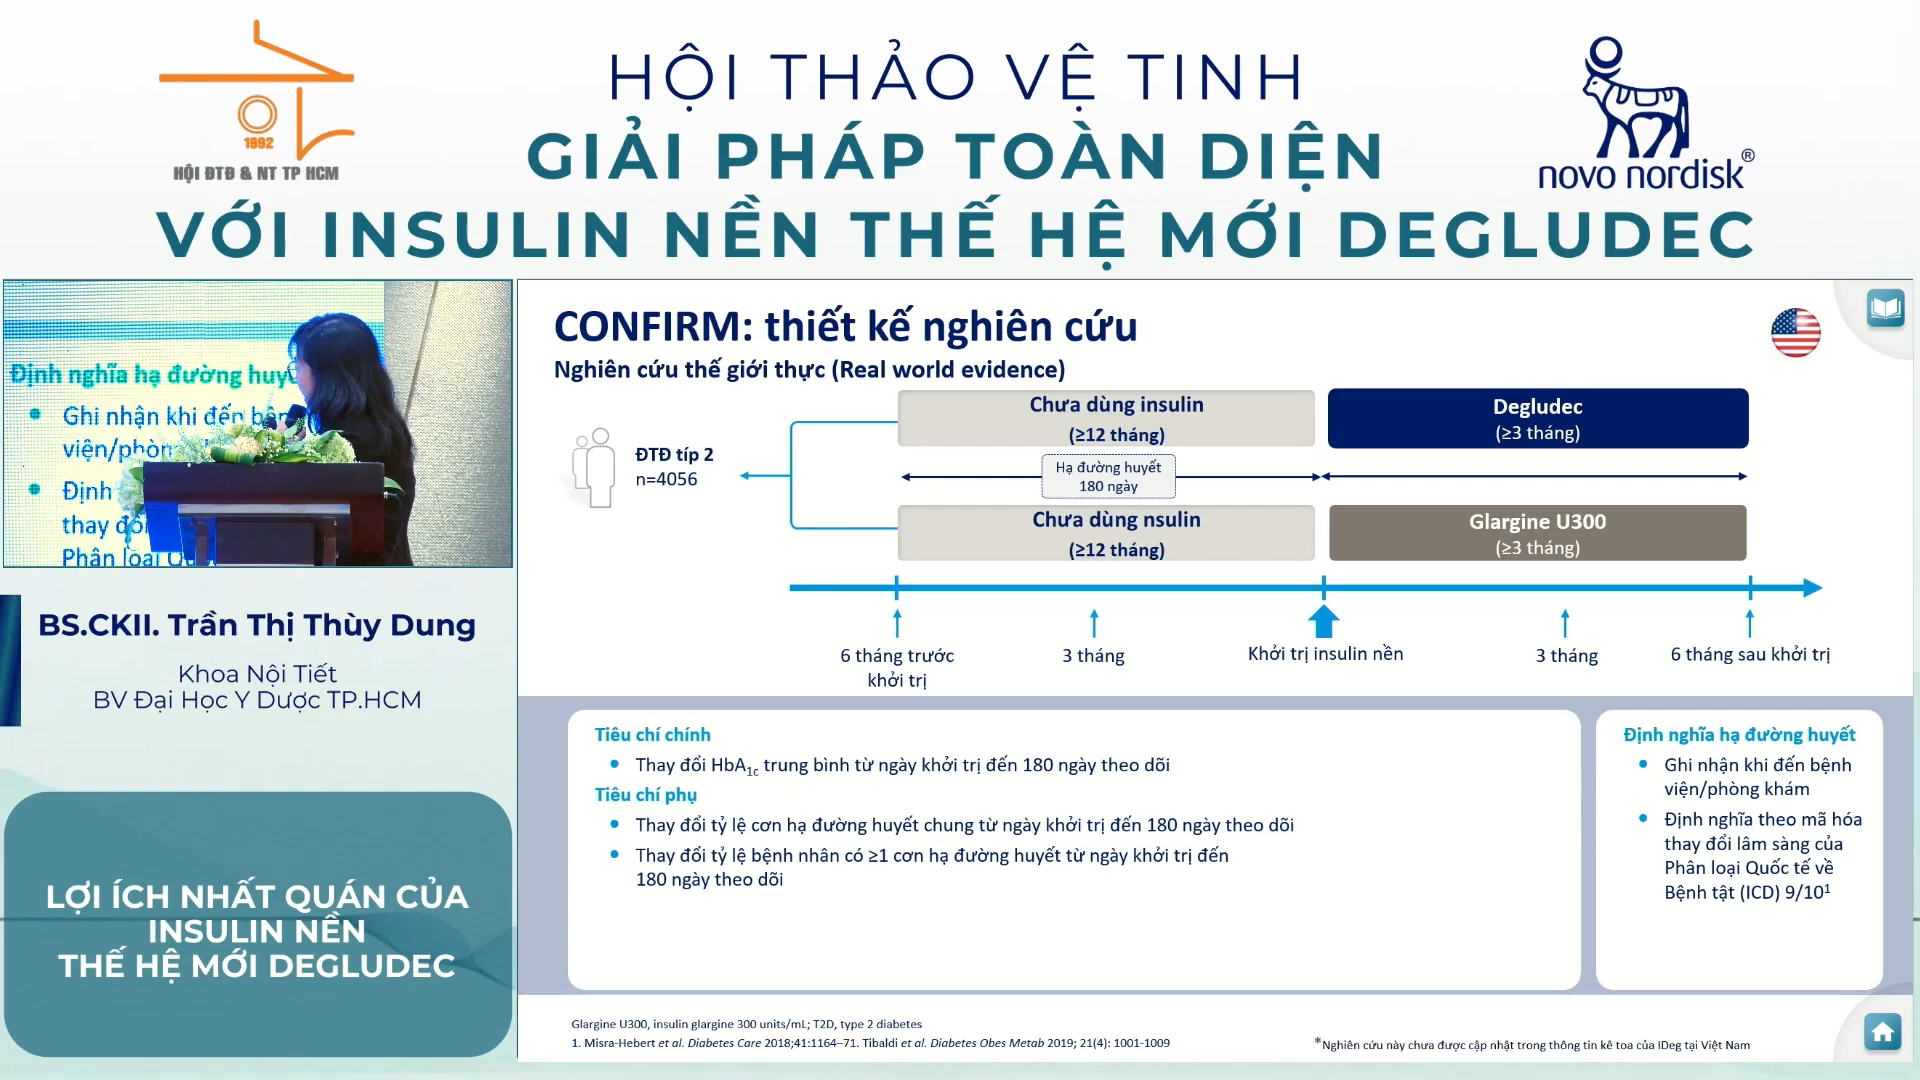 1992
HỘI ĐTĐ & NT TP HCM
HỘI THẢO VỆ TINH
GIẢI PHÁP TOÀN DIỆN
VỚI INSULIN NỀN THẾ HỆ MỚI DEGLUDEC
novo nordisk®
Định nghĩa hạ đường huy
Ghi nhận khi đến bện
viện/phòn
Định
thay đổi
Phân loại Qu
BS.CKII. Trần Thị Thùy Dung
Khoa Nội Tiết
BV Đại Học Y Dược TP.HCM
LỢI ÍCH NHẤT QUÁN CỦA
INSULIN NỀN
THẾ HỆ MỚI DEGLUDEC
CONFIRM: thiết kế nghiên cứu
Nghiên cứu thế giới thực (Real world evidence)
ĐTĐ típ 2
n=4056
Chưa dùng insulin
(≥12 tháng)
Degludec
(≥3 tháng)
Hạ đường huyết
180 ngày
Chưa dùng nsulin
(≥12 tháng)
Glargine U300
(≥3 tháng)
6 tháng trước
khởi trị
3 tháng
Khởi trị insulin nền
3 tháng
6 tháng sau khởi trị
Tiêu chí chính
• Thay đổi HbA1c trung bình từ ngày khởi trị đến 180 ngày theo dõi
Tiêu chí phụ
• Thay đổi tỷ lệ cơn hạ đường huyết chung từ ngày khởi trị đến 180 ngày theo dõi
• Thay đổi tỷ lệ bệnh nhân có ≥1 cơn hạ đường huyết từ ngày khởi trị đến
180 ngày theo dõi
Định nghĩa hạ đường huyết
• Ghi nhận khi đến bệnh
viện/phòng khám
• Định nghĩa theo mã hóa
thay đổi lâm sàng của
Phân loại Quốc tế về
Bệnh tật (ICD) 9/10¹
Glargine U300, insulin glargine 300 units/mL; T2D, type 2 diabetes
1. Misra-Hebert et al. Diabetes Care 2018;41:1164–71. Tibaldi et al. Diabetes Obes Metab 2019; 21(4): 1001-1009
*Nghiên cứu này chưa được cập nhật trong thông tin kê toa của IDeg tại Việt Nam